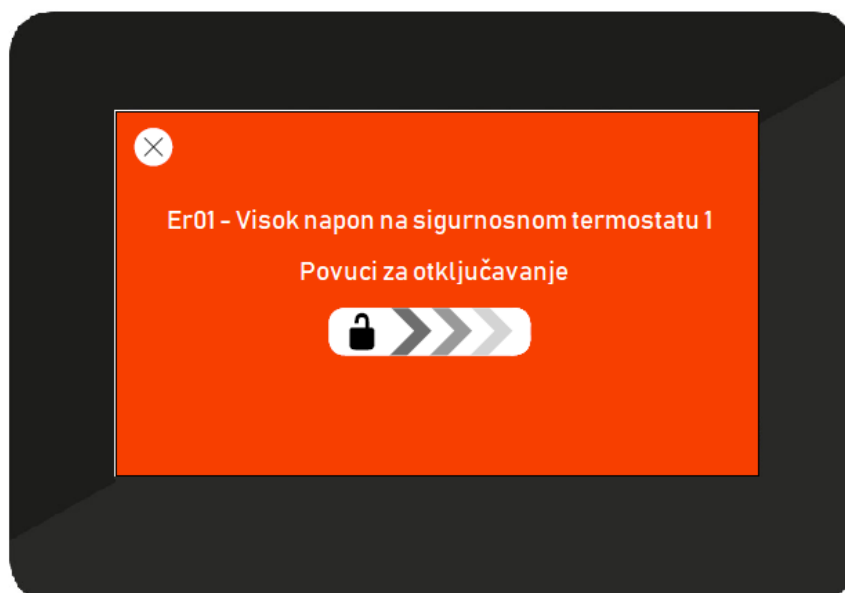 Er01 - Visok napon na sigurnosnom termostatu 1
Povuci za otključavanje